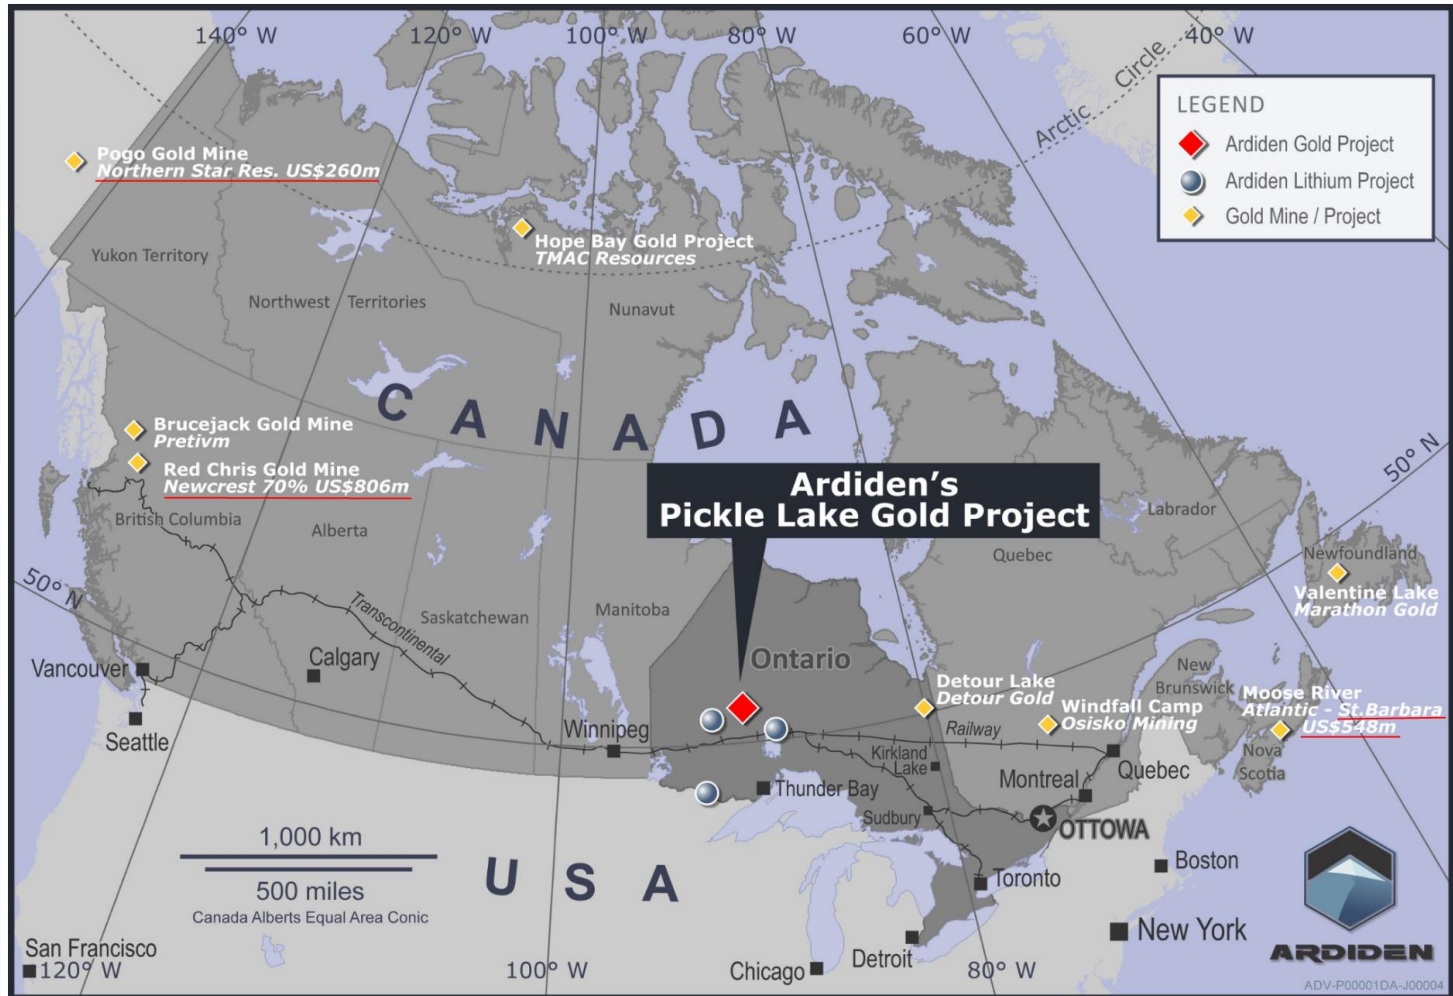 140° W
120° W
100° W
80° W
60° W
40° W
Arctic Circle
LEGEND
Ardiden Gold Project
Ardiden Lithium Project
Gold Mine / Project
Pogo Gold Mine
Northern Star Res. US$260m
Hope Bay Gold Project
TMAC Resources
Yukon Territory
Northwest Territories
Nunavut
CANADA
Brucejack Gold Mine
Pretivm
Red Chris Gold Mine
Newcrest 70% US$806m
British Columbia
Alberta
Saskatchewan
Manitoba
Ardiden's
Pickle Lake Gold Project
Ontario
Quebec
Labrador
50° N
Newfoundland
Valentine Lake
Marathon Gold
50° N
Transcontinental
Vancouver
Calgary
Seattle
Winnipeg
Thunder Bay
Detour Lake
Detour Gold
Windfall Camp
Osisko Mining
Railway
Kirkland
Lake
Sudbury
Montreal
Quebec
OTTOWA
New
Brunswick
Moose River
Atlantic - St.Barbara
US$548m
Nova
Scotia
Toronto
Boston
New York
Detroit
Chicago
USA
1,000 km
500 miles
Canada Alberts Equal Area Conic
San Francisco
120° W
100° W
80° W
ARDIDEN
ADV-P00001DA-J00004